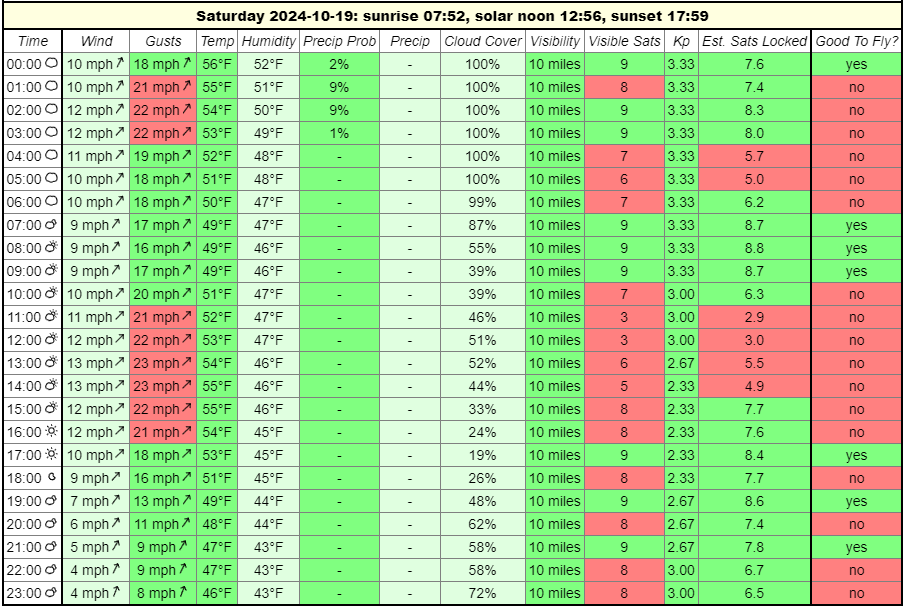 Saturday 2024-10-19: sunrise 07:52, solar noon 12:56, sunset 17:59
Time Wind Gusts Temp Humidity Precip Prob Precip Cloud Cover Visibility Visible Sats Kp Est. Sats Locked Good To Fly?
00:00 10 mph 18 mph 56°F 52°F 2% - 100% 10 miles 9 3.33 7.6 yes
01:00 10 mph 21 mph 55°F 51°F 9% - 100% 10 miles 8 3.33 7.4 no
02:00 12 mph 22 mph 54°F 50°F 9% - 100% 10 miles 9 3.33 8.3 no
03:00 12 mph 22 mph 53°F 49°F 1% - 100% 10 miles 9 3.33 8.0 no
04:00 11 mph 19 mph 52°F 48°F - - 100% 10 miles 7 3.33 5.7 no
05:00 10 mph 18 mph 51°F 48°F - - 100% 10 miles 6 3.33 5.0 no
06:00 10 mph 18 mph 50°F 47°F - - 99% 10 miles 7 3.33 6.2 no
07:00 9 mph 17 mph 49°F 47°F - - 87% 10 miles 9 3.33 8.7 yes
08:00 9 mph 16 mph 49°F 46°F - - 55% 10 miles 9 3.33 8.8 yes
09:00 9 mph 17 mph 49°F 46°F - - 39% 10 miles 9 3.33 8.7 yes
10:00 10 mph 20 mph 51°F 47°F - - 39% 10 miles 7 3.00 6.3 no
11:00 11 mph 21 mph 52°F 47°F - - 46% 10 miles 3 3.00 2.9 no
12:00 12 mph 22 mph 53°F 47°F - - 51% 10 miles 3 3.00 3.0 no
13:00 13 mph 23 mph 54°F 46°F - - 52% 10 miles 6 2.67 5.5 no
14:00 13 mph 23 mph 55°F 46°F - - 44% 10 miles 5 2.33 4.9 no
15:00 12 mph 22 mph 55°F 46°F - - 33% 10 miles 8 2.33 7.7 no
16:00 12 mph 21 mph 54°F 45°F - - 24% 10 miles 8 2.33 7.6 no
17:00 10 mph 18 mph 53°F 45°F - - 19% 10 miles 9 2.33 8.4 yes
18:00 9 mph 16 mph 51°F 45°F - - 26% 10 miles 8 2.33 7.7 no
19:00 7 mph 13 mph 49°F 44°F - - 48% 10 miles 9 2.67 8.6 yes
20:00 6 mph 11 mph 48°F 44°F - - 62% 10 miles 8 2.67 7.4 no
21:00 5 mph 9 mph 47°F 43°F - - 58% 10 miles 9 2.67 7.8 yes
22:00 4 mph 9 mph 47°F 43°F - - 58% 10 miles 8 3.00 6.7 no
23:00 4 mph 8 mph 46°F 43°F - - 72% 10 miles 8 3.00 6.5 no